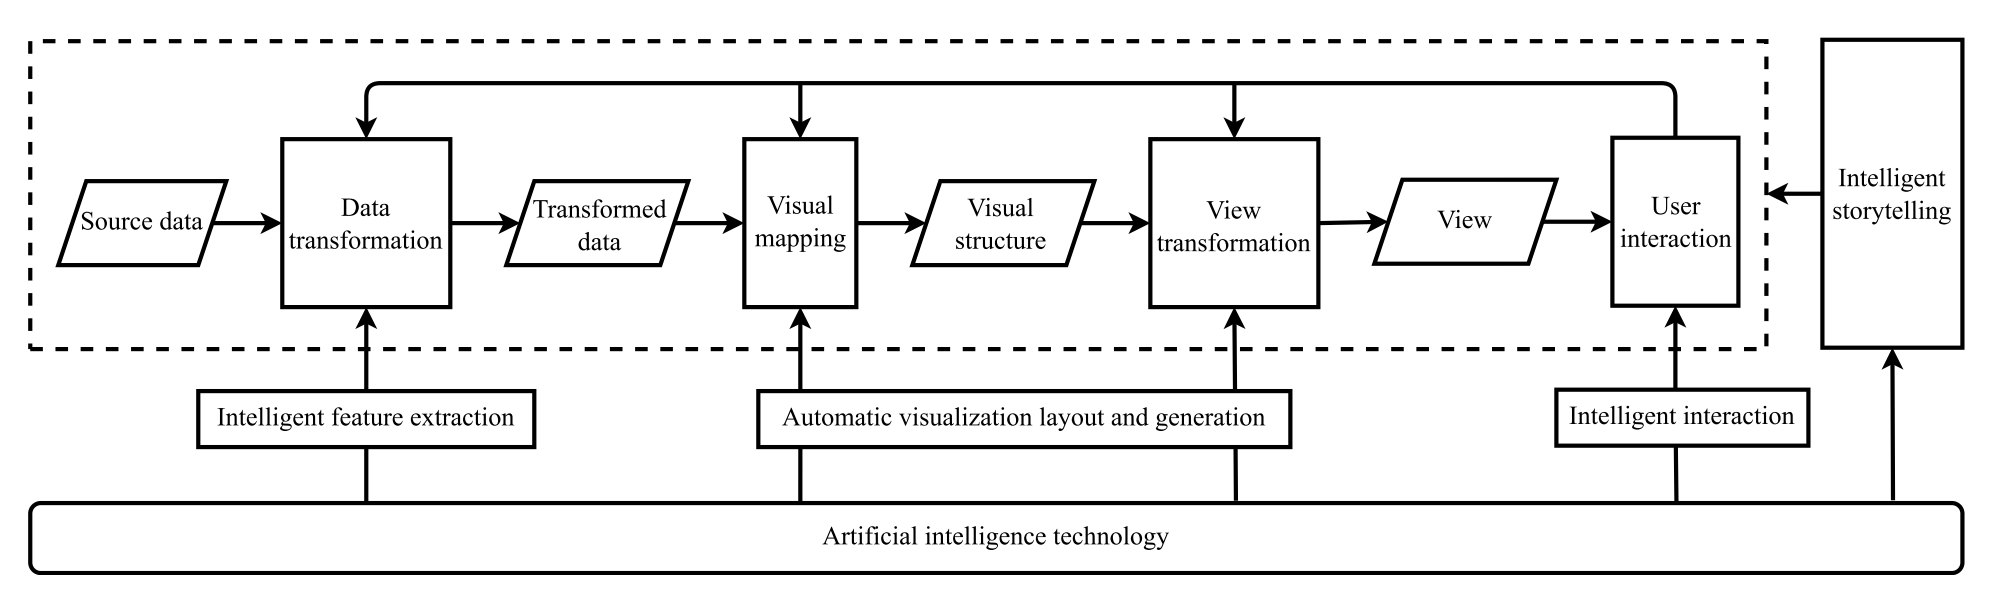 Source data
Data
transformation
Transformed
data
Visual
mapping
Visual
structure
View
transformation
View
User
interaction
Intelligent
storytelling
Intelligent feature extraction
Automatic visualization layout and generation
Intelligent interaction
Artificial intelligence technology